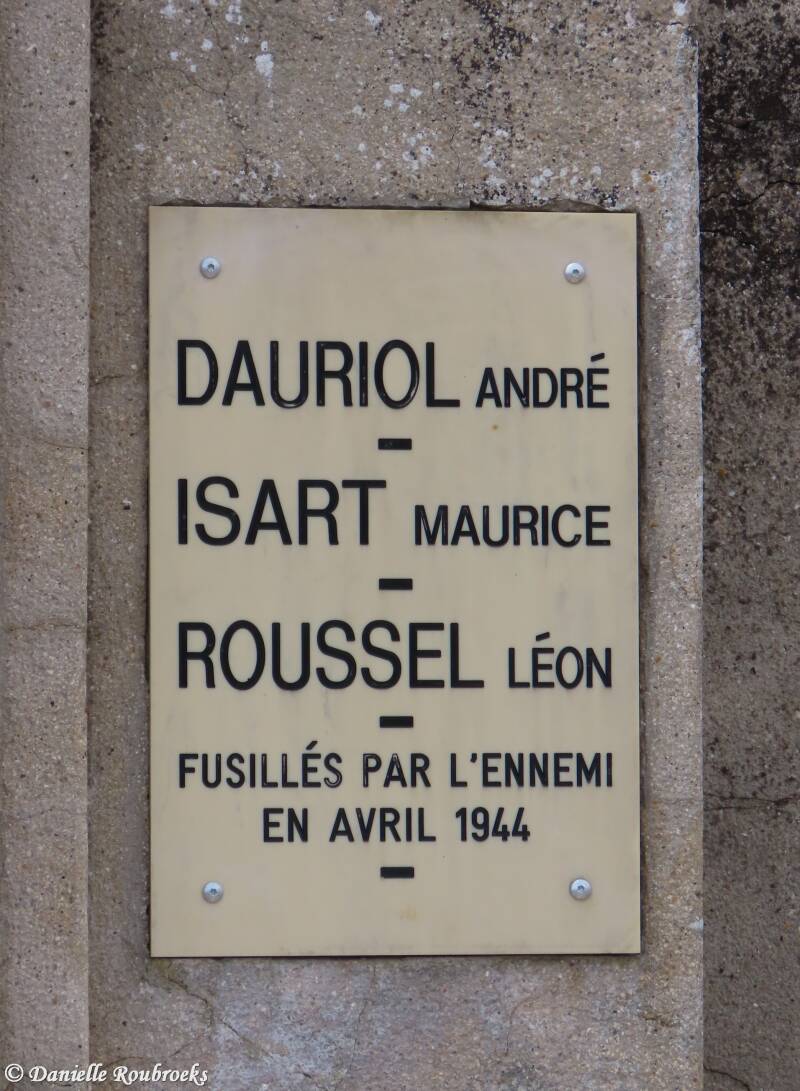 DAURIOL ANDRÉ
ISART MAURICE
ROUSSEL LÉON
FUSILLÉS PAR L'ENNEMI
EN AVRIL 1944
© Danielle Roubroeks